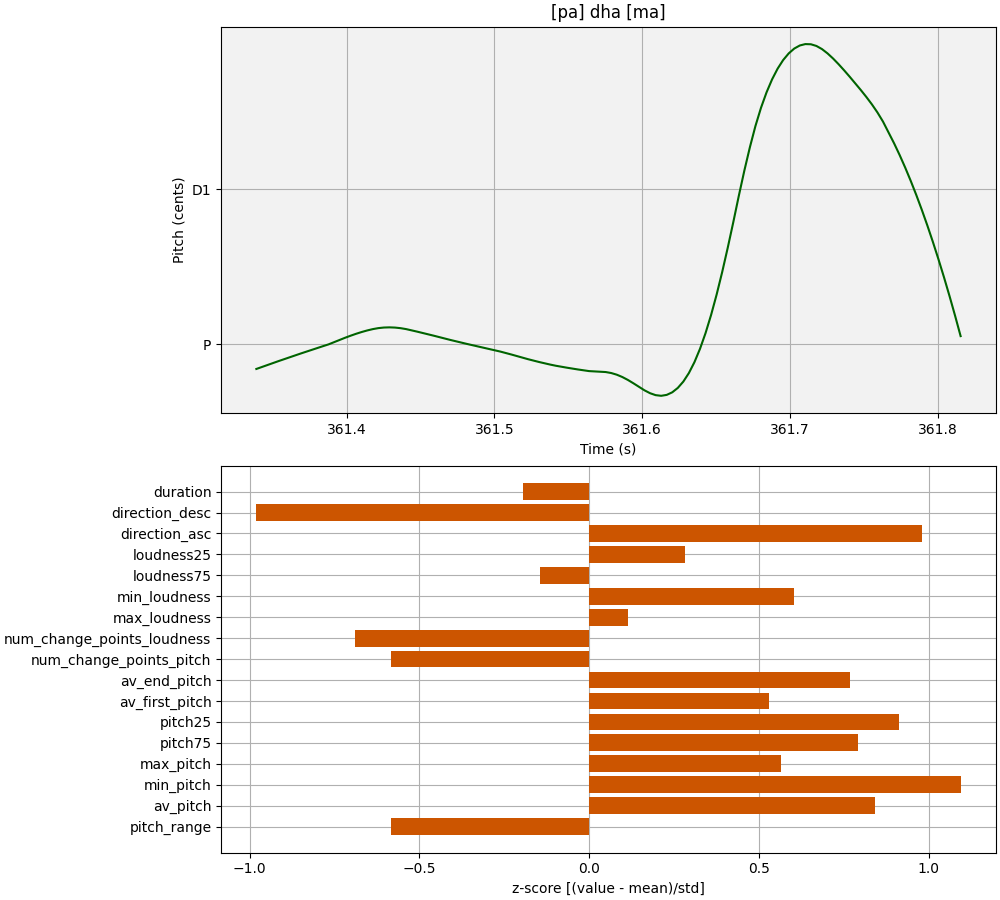 [pa] dha [ma]
Pitch (cents)
D1
P
361.4 361.5 361.6 361.7 361.8
Time (s)
duration
direction_desc
direction_asc
loudness25
loudness75
min_loudness
max_loudness
num_change_points_loudness
num_change_points_pitch
av_end_pitch
av_first_pitch
pitch25
pitch75
max_pitch
min_pitch
av_pitch
pitch_range
−1.0 −0.5 0.0 0.5 1.0
z-score [(value - mean)/std]